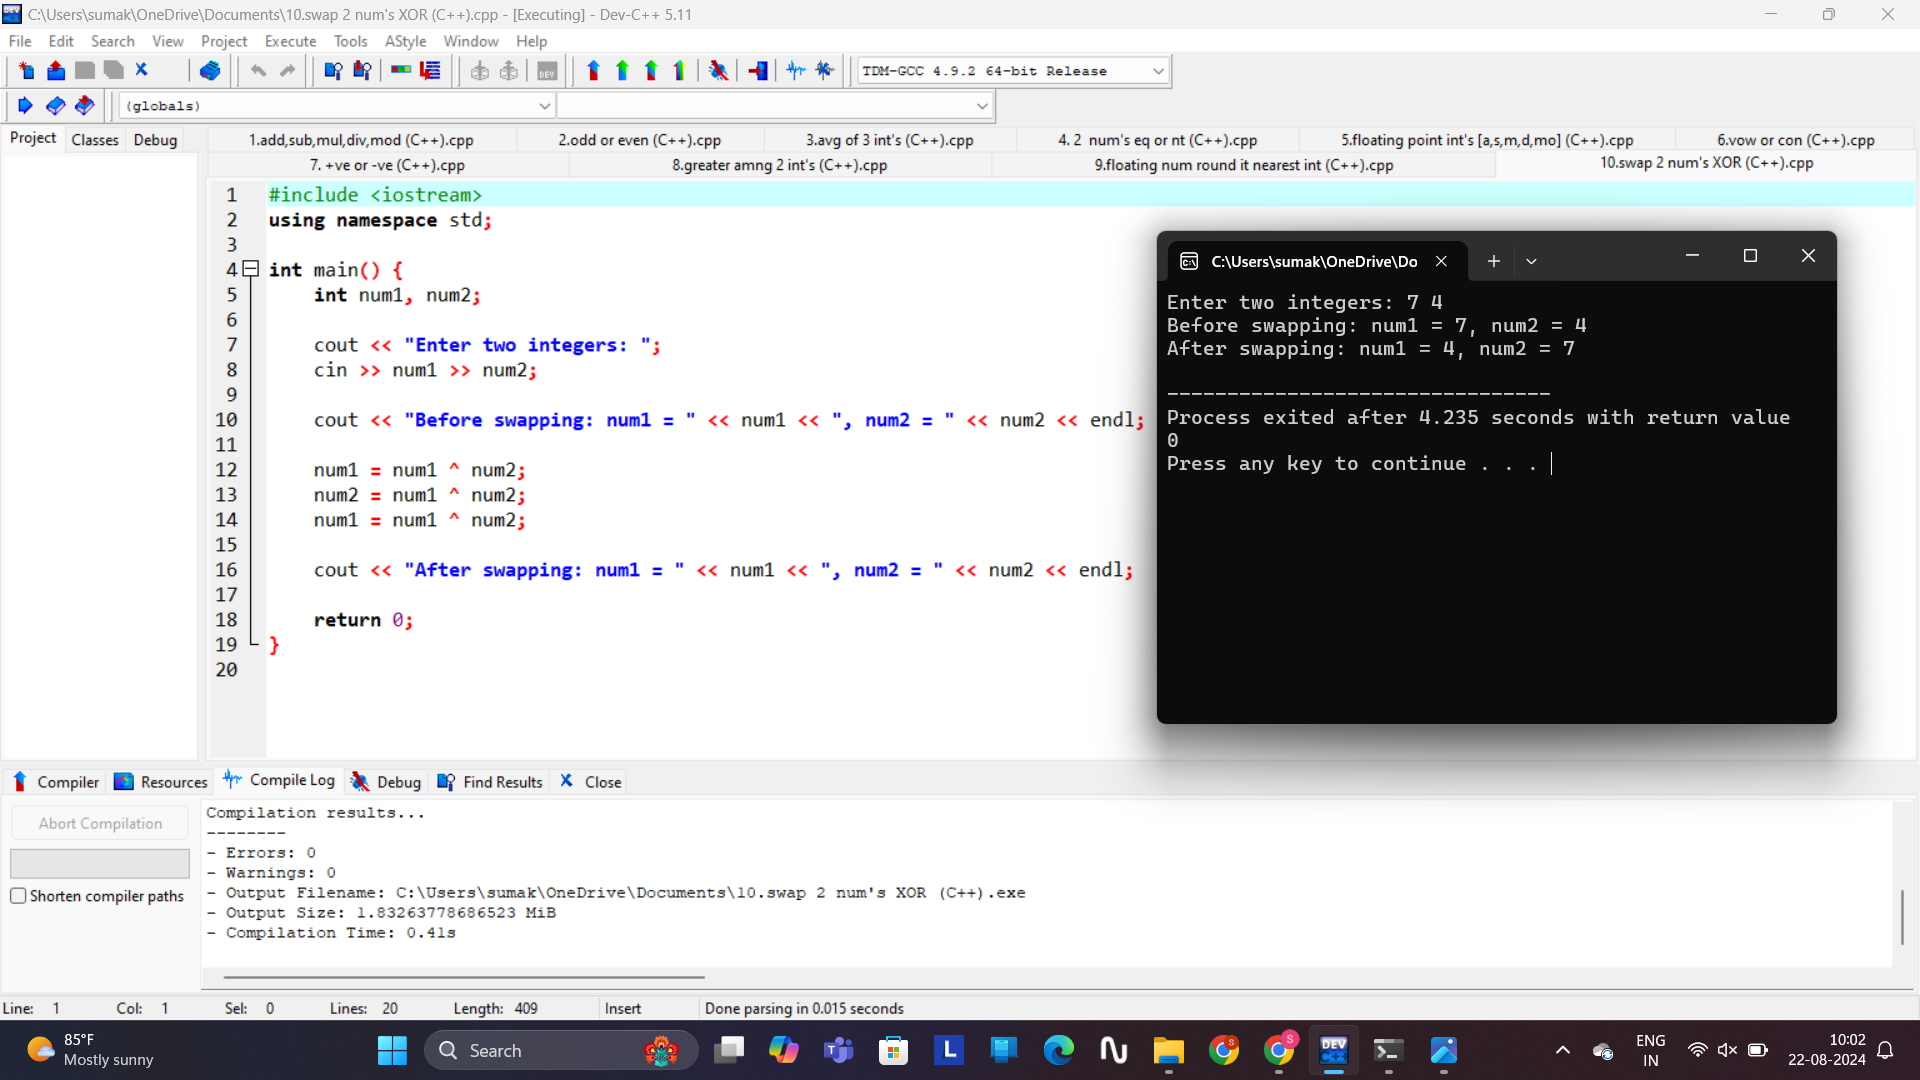 C:\Users\sumak\OneDrive\Documents\10.swap 2 num's XOR (C++).cpp - [Executing] - Dev-C++ 5.11
File Edit Search View Project Execute Tools AStyle Window Help
TDM-GCC 4.9.2 64-bit Release
(globals)
Project Classes Debug
1.add,sub,mul,div,mod (C++).cpp 2.odd or even (C++).cpp 3.avg of 3 int's (C++).cpp 4. 2 num's eq or nt (C++).cpp 5.floating point int's [a,s,m,d,mo] (C++).cpp 6.vow or con (C++).cpp
7. +ve or -ve (C++).cpp 8.greater amng 2 int's (C++).cpp 9.floating num round it nearest int (C++).cpp 10.swap 2 num's XOR (C++).cpp
1 #include <iostream>
2 using namespace std;
3
4 int main() {
5 int num1, num2;
6
7 cout << "Enter two integers: ";
8 cin >> num1 >> num2;
9
10 cout << "Before swapping: num1 = " << num1 << ", num2 = " << num2 << endl;
11
12 num1 = num1 ^ num2;
13 num2 = num1 ^ num2;
14 num1 = num1 ^ num2;
15
16 cout << "After swapping: num1 = " << num1 << ", num2 = " << num2 << endl;
17
18 return 0;
19 }
20
C:\Users\sumak\OneDrive\Do
Enter two integers: 7 4
Before swapping: num1 = 7, num2 = 4
After swapping: num1 = 4, num2 = 7
--------------------------------
Process exited after 4.235 seconds with return value
0
Press any key to continue . . .
Compiler Resources Compile Log Debug Find Results Close
Abort Compilation
Shorten compiler paths
Compilation results...
--------
- Errors: 0
- Warnings: 0
- Output Filename: C:\Users\sumak\OneDrive\Documents\10.swap 2 num's XOR (C++).exe
- Output Size: 1.83263778686523 MiB
- Compilation Time: 0.41s
Line: 1 Col: 1 Sel: 0 Lines: 20 Length: 409 Insert Done parsing in 0.015 seconds
85°F
Mostly sunny
Search
L
DEV
C++
S
S
ENG
IN
10:02
22-08-2024